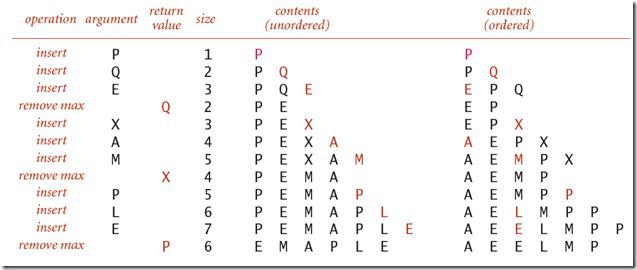 return contents contents
operation argument value size (unordered) (ordered)
insert P 1 P P
insert Q 2 P Q P Q
insert E 3 P Q E E P Q
remove max Q 2 P E E P
insert X 3 P E X E P X
insert A 4 P E X A A E P X
insert M 5 P E X A M A E M P X
remove max X 4 P E M A A E M P
insert P 5 P E M A P A E M P P
insert L 6 P E M A P L A E L M P P
insert E 7 P E M A P L E A E E L M P P
remove max P 6 E M A P L E A E E L M P